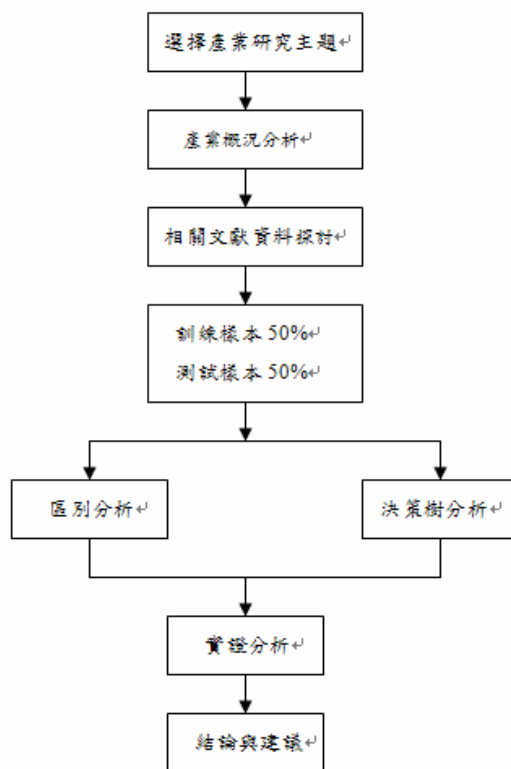 選擇產業研究主題↵
產業概況分析↵
相關文獻資料探討↵
訓練樣本 50%↵
測試樣本 50%↵
區別分析↵
決策樹分析↵
實證分析↵
結論與建議↵